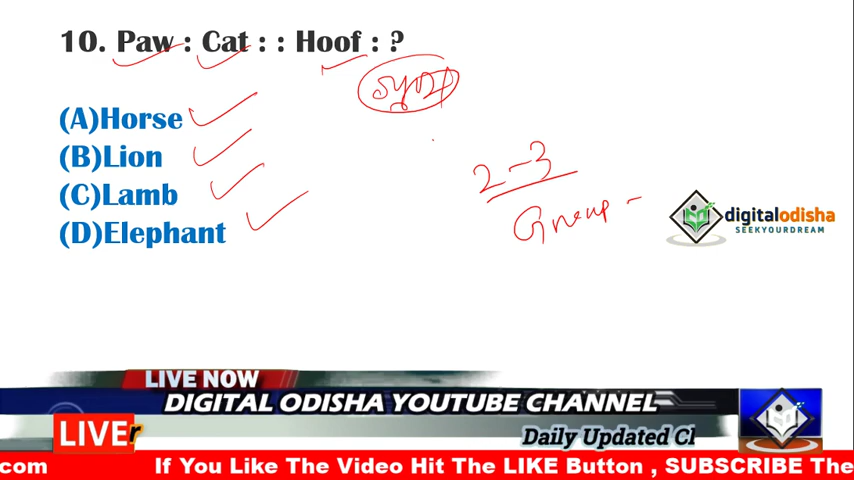 10. Paw : Cat : : Hoof : ?
(A)Horse
(B)Lion
(C)Lamb
(D)Elephant
2-3
Group -
digitalodisha
SEEKYOURDREAM
LIVE NOW
DIGITAL ODISHA YOUTUBE CHANNEL
LIVE
Daily Updated Cl
com If You Like The Video Hit The LIKE Button , SUBSCRIBE The